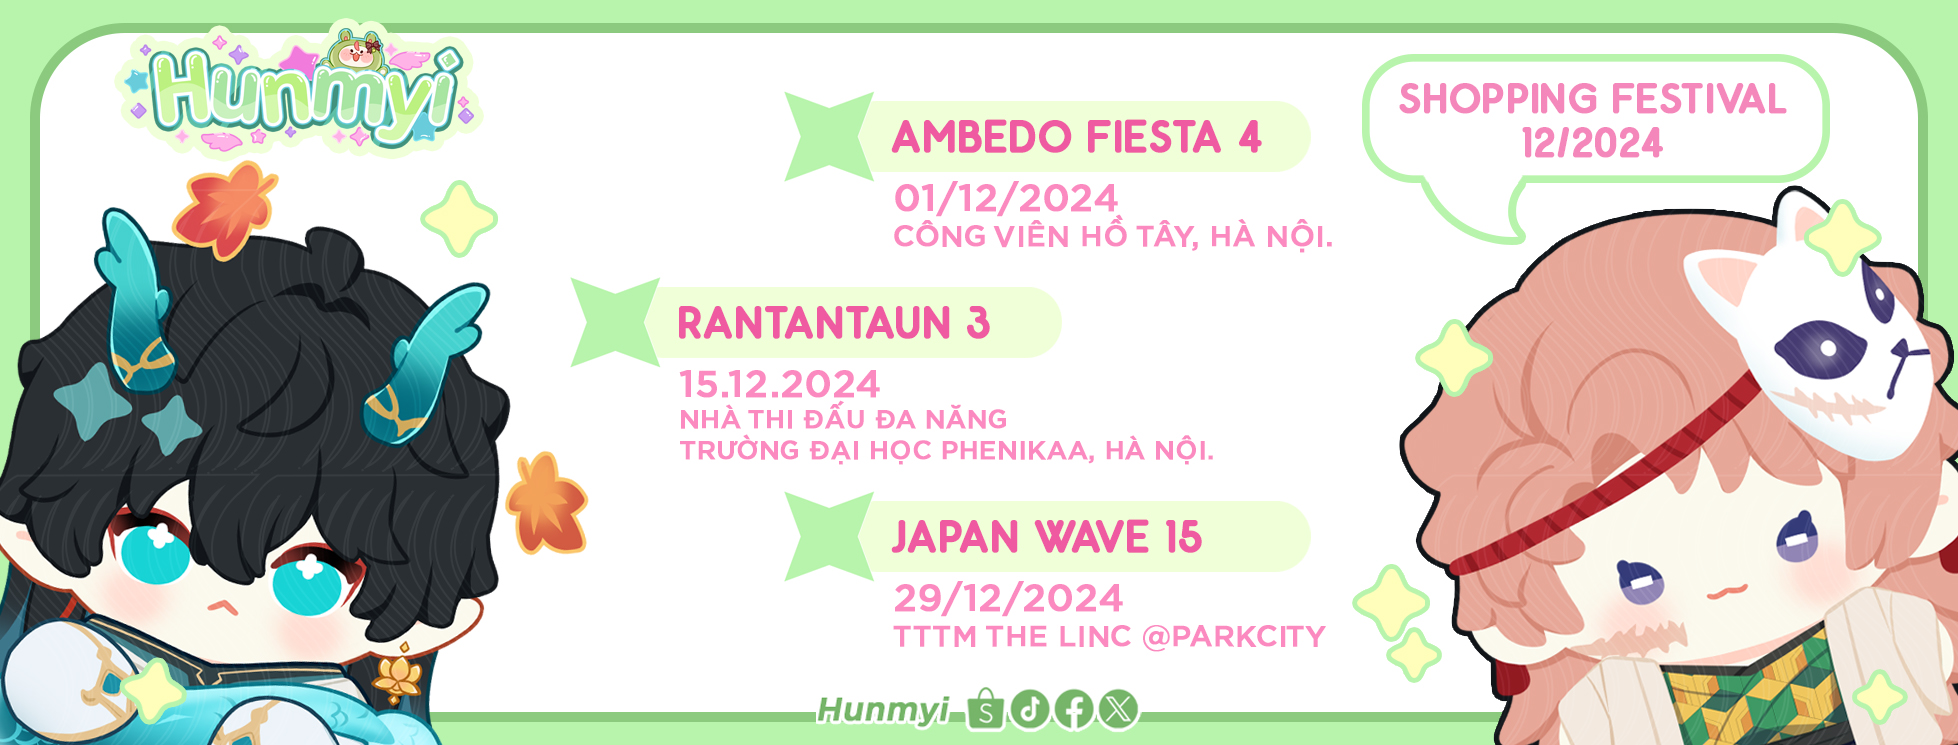 Hunmyi
SHOPPING FESTIVAL
12/2024
AMBEDO FIESTA 4
01/12/2024
CÔNG VIÊN HỒ TÂY, HÀ NỘI.
RANTANTAUN 3
15.12.2024
NHÀ THI ĐẤU ĐA NĂNG
TRƯỜNG ĐẠI HỌC PHENIKAA, HÀ NỘI.
JAPAN WAVE 15
29/12/2024
TTTM THE LINC @PARKCITY
Hunmyi